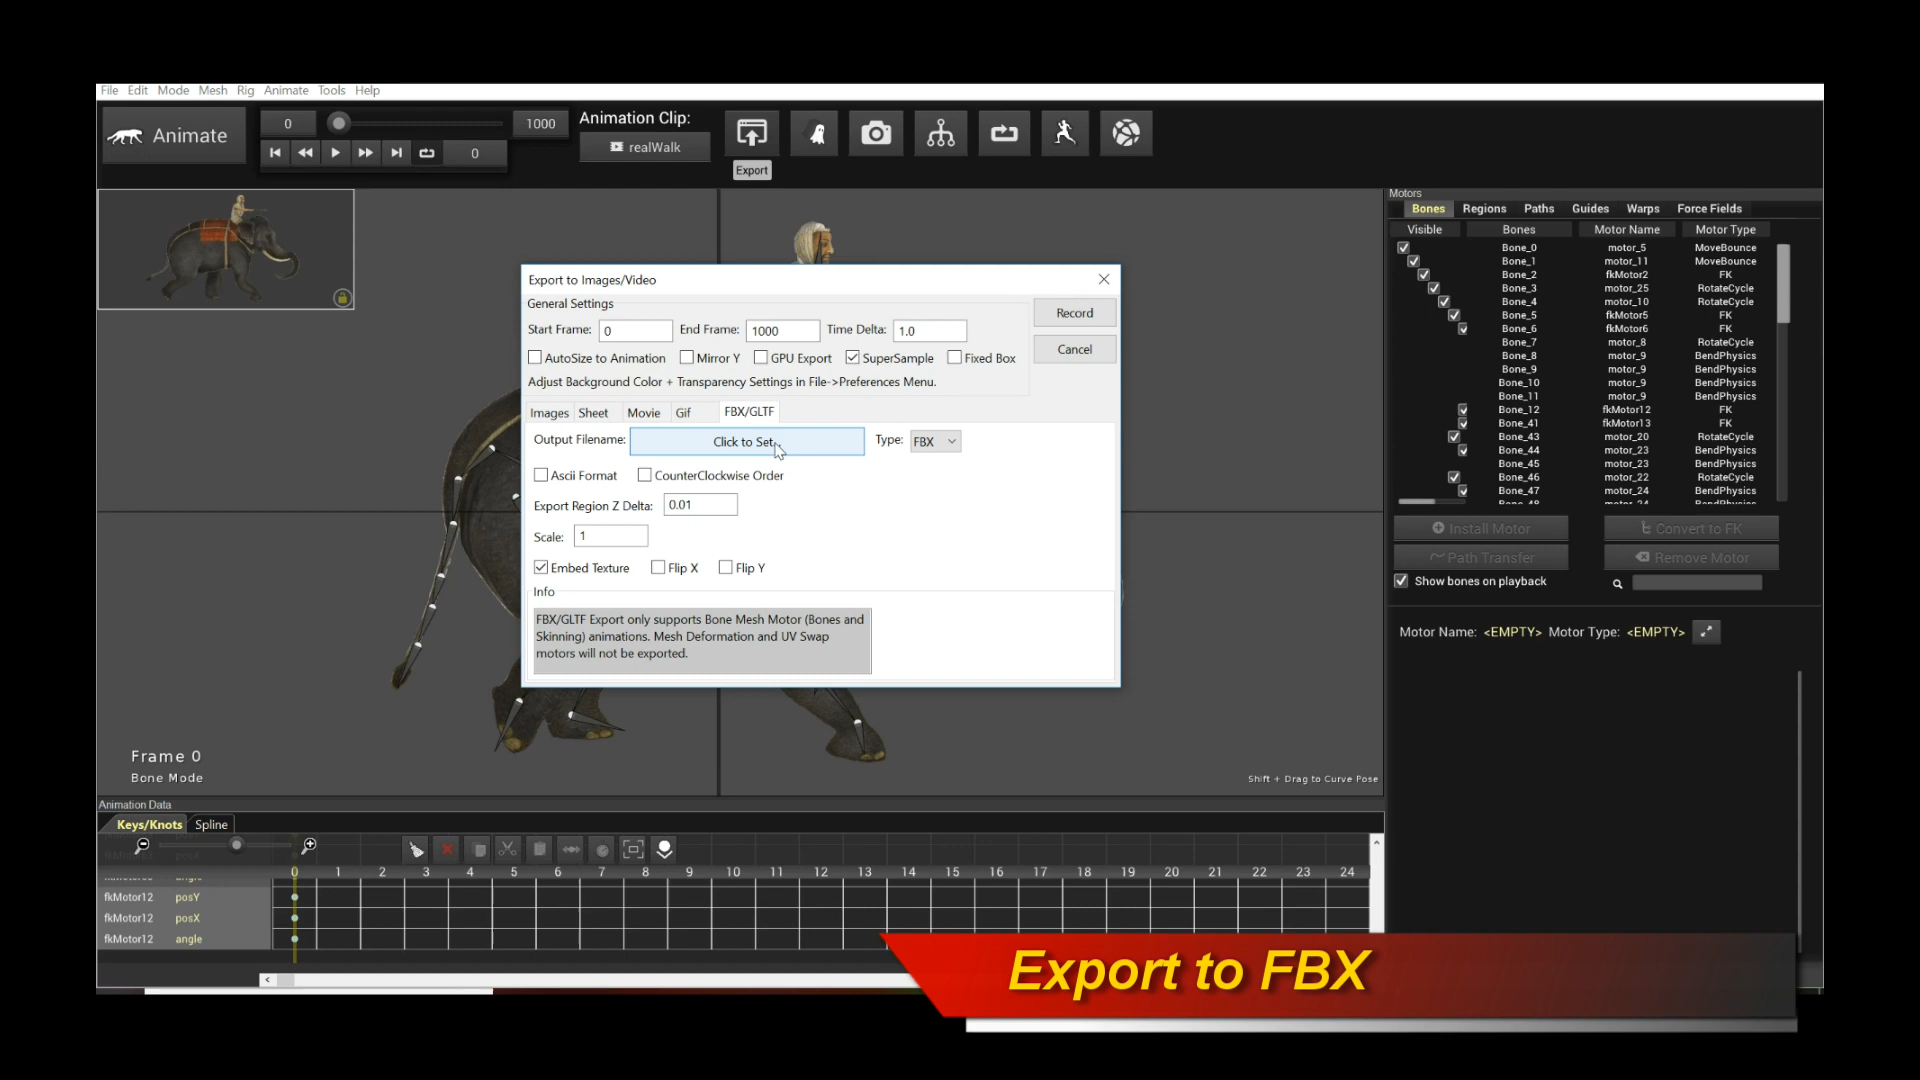 File Edit Mode Mesh Rig Animate Tools Help
Animate
0 1000
0
Animation Clip:
realWalk
Export
Frame 0
Bone Mode
Shift + Drag to Curve Pose
Export to Images/Video
General Settings
Start Frame: 0 End Frame: 1000 Time Delta: 1.0
AutoSize to Animation Mirror Y GPU Export SuperSample Fixed Box
Adjust Background Color + Transparency Settings in File->Preferences Menu.
Record
Cancel
Images Sheet Movie Gif FBX/GLTF
Output Filename: Click to Set... Type: FBX
Ascii Format CounterClockwise Order
Export Region Z Delta: 0.01
Scale: 1
Embed Texture Flip X Flip Y
Info
FBX/GLTF Export only supports Bone Mesh Motor (Bones and
Skinning) animations. Mesh Deformation and UV Swap
motors will not be exported.
Motors
Bones Regions Paths Guides Warps Force Fields
Visible Bones Motor Name Motor Type
Bone_0 motor_5 MoveBounce
Bone_1 motor_11 MoveBounce
Bone_2 fkMotor2 FK
Bone_3 motor_25 RotateCycle
Bone_4 motor_10 RotateCycle
Bone_5 fkMotor5 FK
Bone_6 fkMotor6 FK
Bone_7 motor_8 RotateCycle
Bone_8 motor_9 BendPhysics
Bone_9 motor_9 BendPhysics
Bone_10 motor_9 BendPhysics
Bone_11 motor_9 BendPhysics
Bone_12 fkMotor12 FK
Bone_41 fkMotor13 FK
Bone_43 motor_20 RotateCycle
Bone_44 motor_23 BendPhysics
Bone_45 motor_23 BendPhysics
Bone_46 motor_22 RotateCycle
Bone_47 motor_24 BendPhysics
Install Motor Convert to FK
Path Transfer Remove Motor
Show bones on playback
Motor Name: <EMPTY> Motor Type: <EMPTY>
Animation Data
Keys/Knots Spline
0 1 2 3 4 5 6 7 8 9 10 11 12 13 14 15 16 17 18 19 20 21 22 23 24
fkMotor12 posY
fkMotor12 posX
fkMotor12 angle
Export to FBX